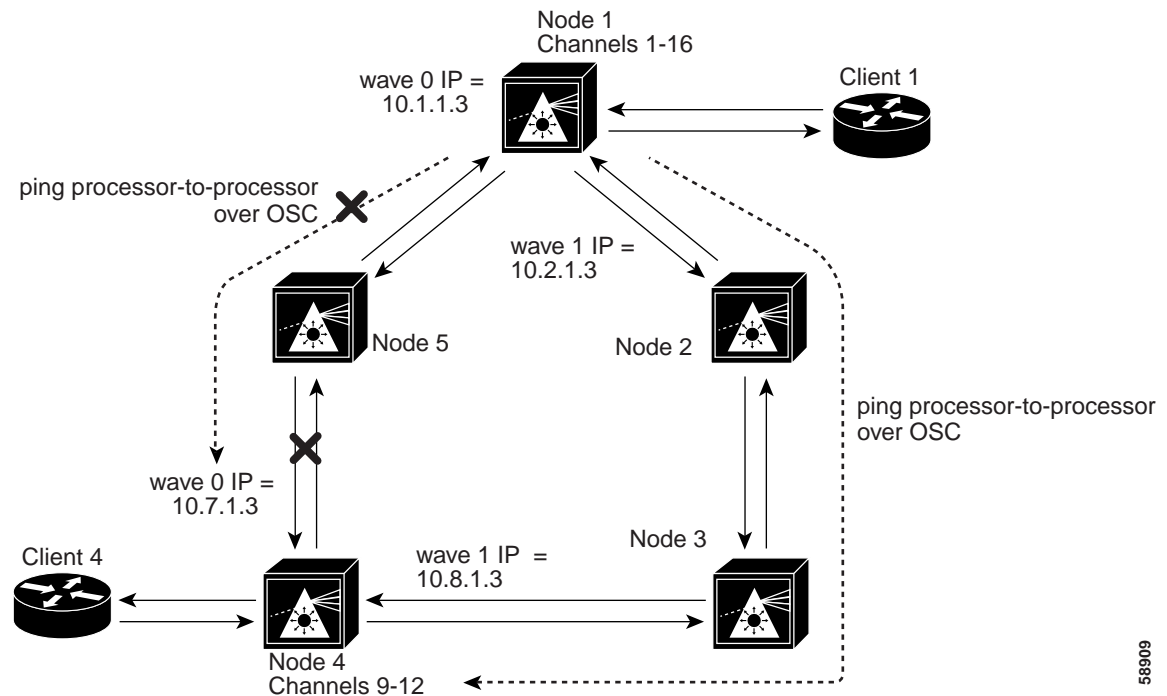 Node 1
Channels 1-16
wave 0 IP =
10.1.1.3
Client 1
ping processor-to-processor
over OSC
wave 1 IP =
10.2.1.3
Node 5
Node 2
ping processor-to-processor
over OSC
wave 0 IP =
10.7.1.3
Client 4
wave 1 IP =
10.8.1.3
Node 3
Node 4
Channels 9-12
58909